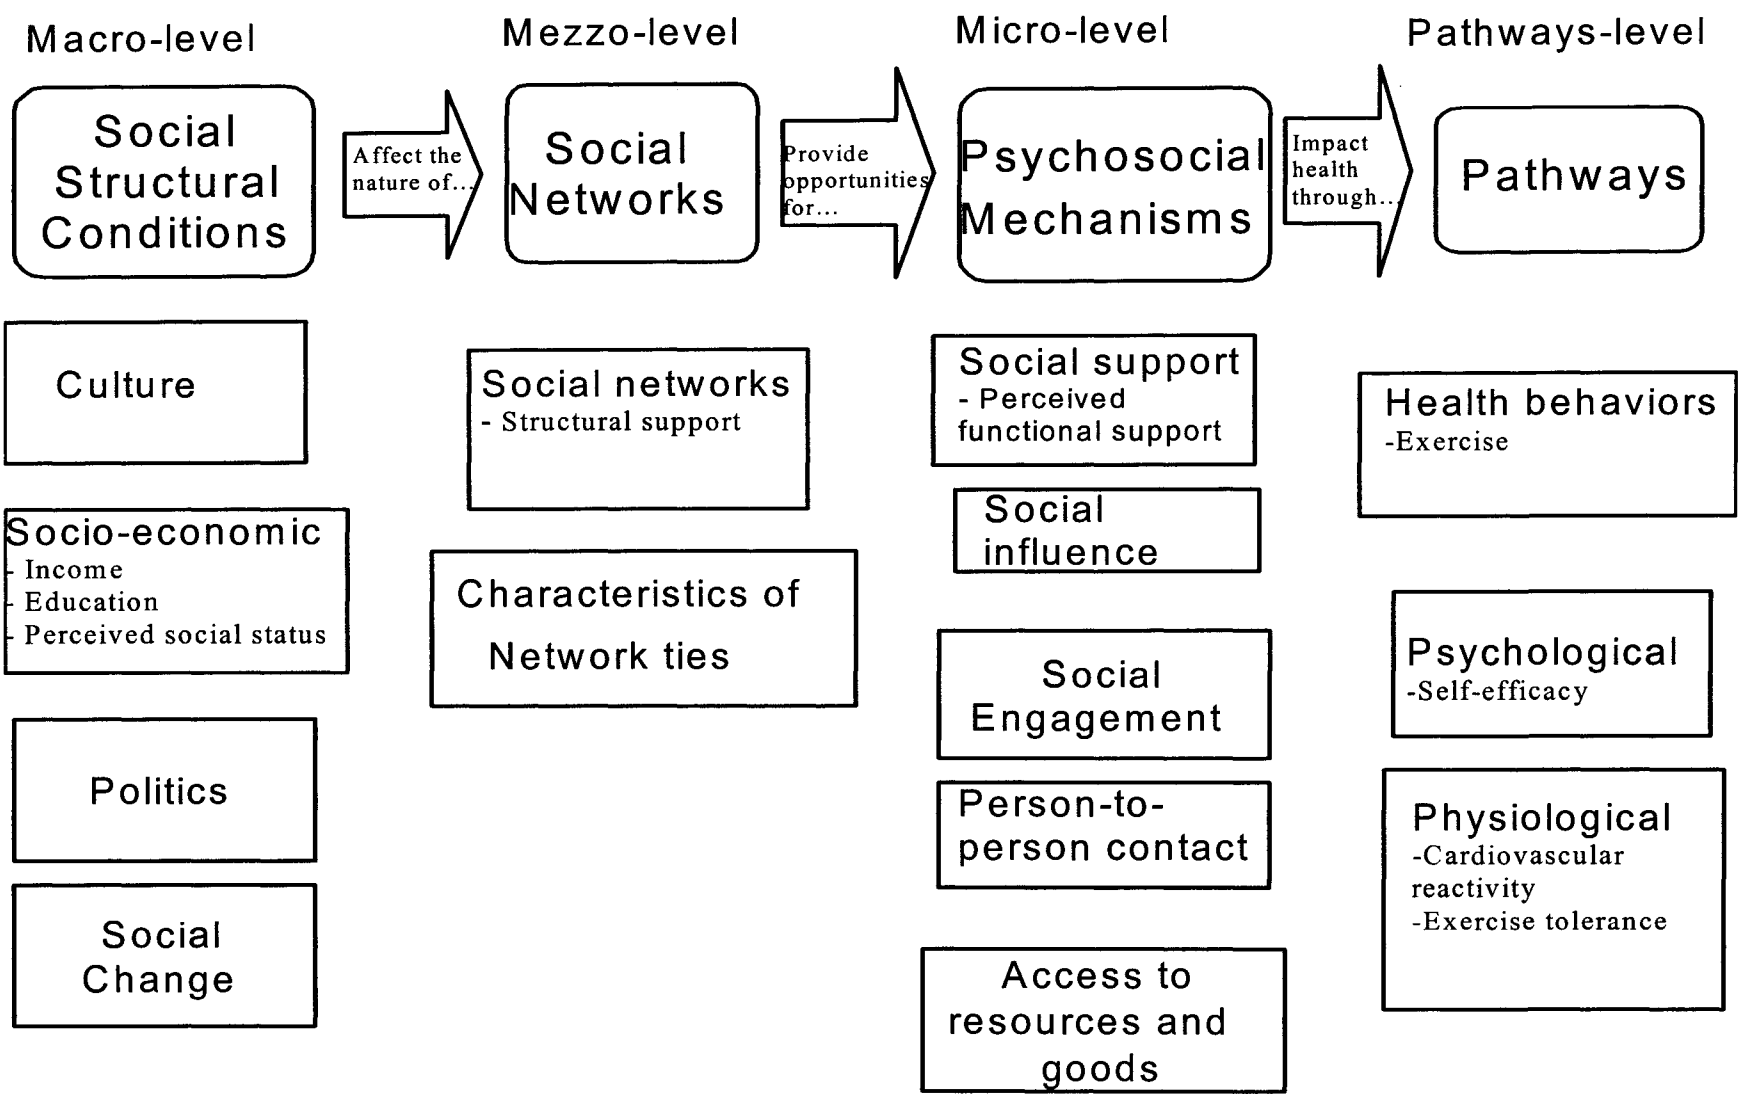 Macro-level
Mezzo-level
Micro-level
Pathways-level
Social
Structural
Conditions
Affect the
nature of...
Social
Networks
Provide
opportunities
for...
Psychosocial
Mechanisms
Impact
health
through...
Pathways
Culture
Socio-economic
- Income
- Education
- Perceived social status
Politics
Social
Change
Social networks
- Structural support
Characteristics of
Network ties
Social support
- Perceived
functional support
Social
influence
Social
Engagement
Person-to-
person contact
Access to
resources and
goods
Health behaviors
-Exercise
Psychological
-Self-efficacy
Physiological
-Cardiovascular
reactivity
-Exercise tolerance